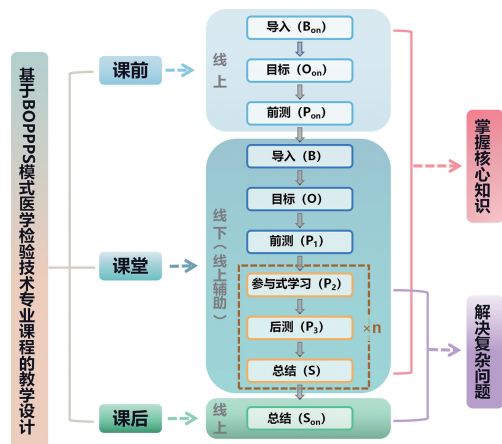 基于BOPPPS模式医学检验技术专业课程的教学设计
课前
线上
导入（Bon）
目标（Oon）
前测（Pon）
课堂
线下（线上辅助）
导入（B）
目标（O）
前测（P1）
参与式学习（P2）
后测（P3）
×n
总结（S）
课后
线上
总结（Son）
掌握核心知识
解决复杂问题